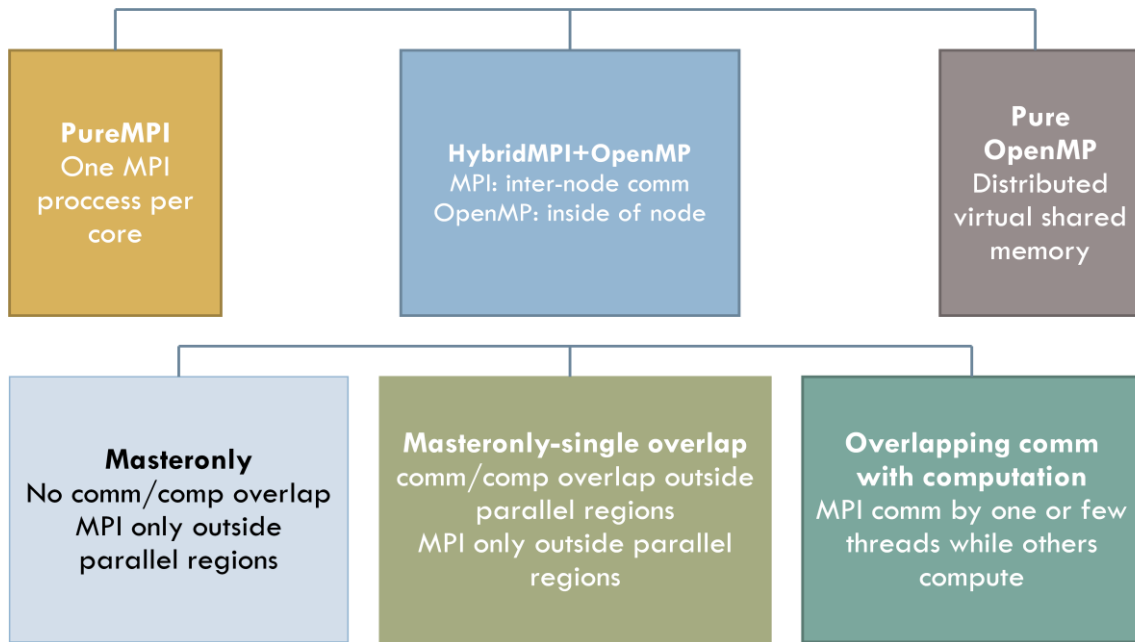 PureMPI
One MPI
proccess per
core
HybridMPI+OpenMP
MPI: inter-node comm
OpenMP: inside of node
Pure
OpenMP
Distributed
virtual shared
memory
Masteronly
No comm/comp overlap
MPI only outside
parallel regions
Masteronly-single overlap
comm/comp overlap outside
parallel regions
MPI only outside parallel
regions
Overlapping comm
with computation
MPI comm by one or few
threads while others
compute